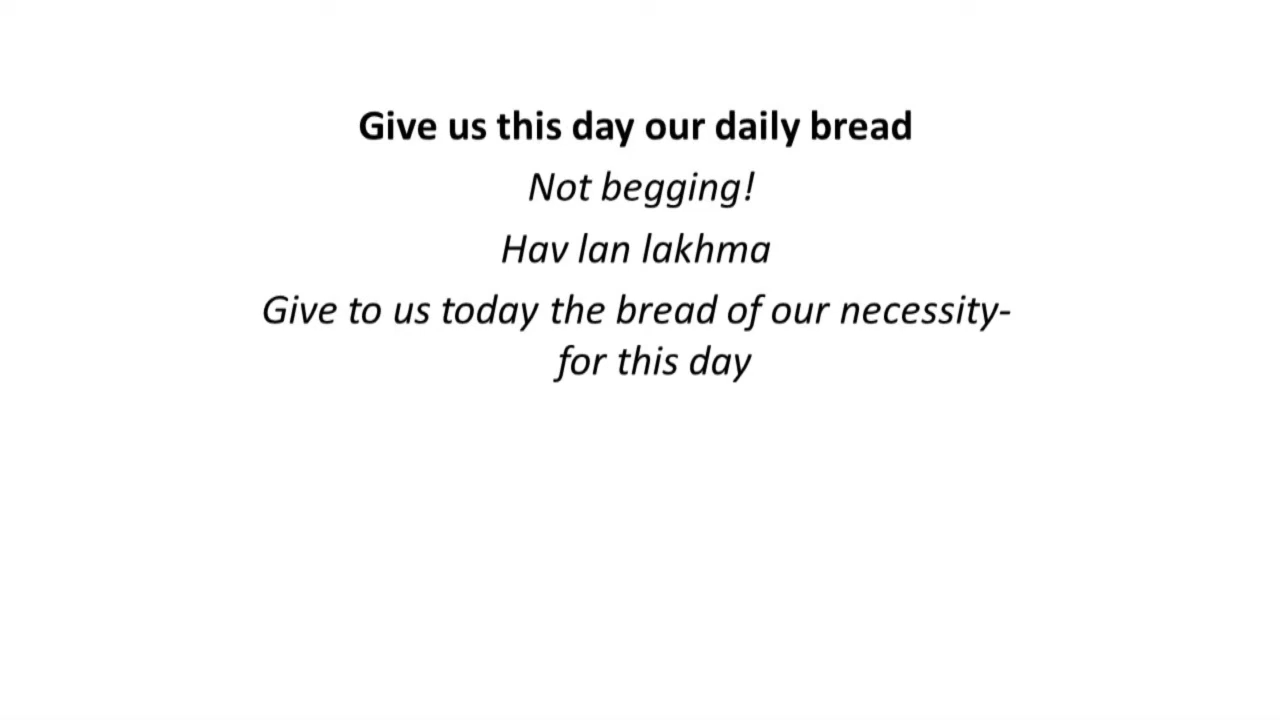 Give us this day our daily bread
Not begging!
Hav lan lakhma
Give to us today the bread of our necessity-
for this day